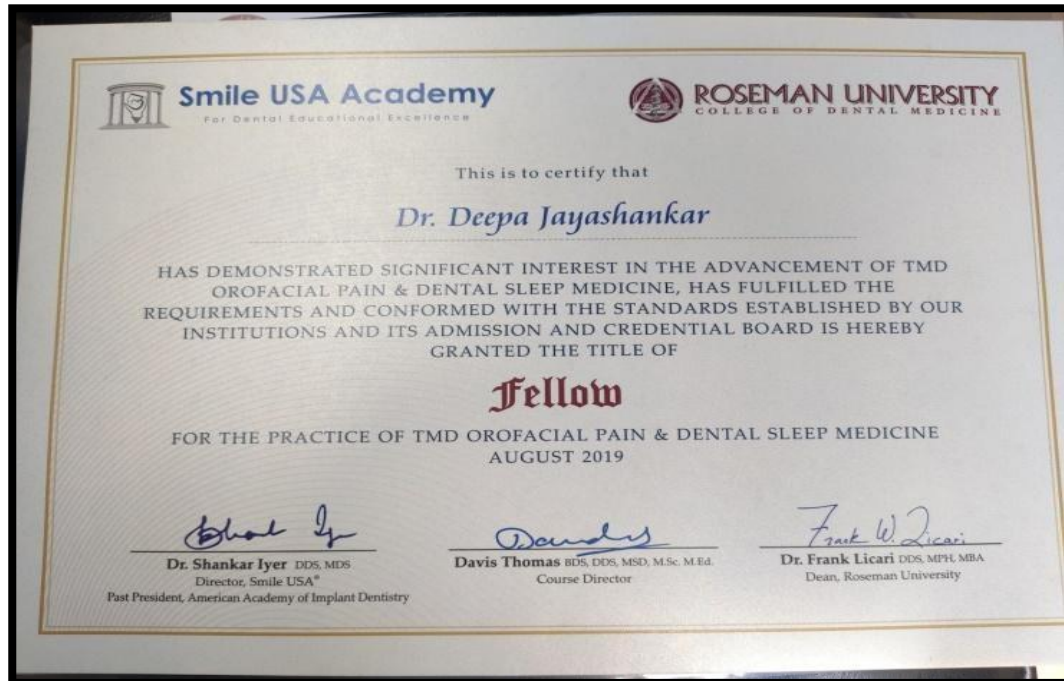 Smile USA Academy
For Dental Educational Excellence
ROSEMAN UNIVERSITY
COLLEGE OF DENTAL MEDICINE
This is to certify that
Dr. Deepa Jayashankar
HAS DEMONSTRATED SIGNIFICANT INTEREST IN THE ADVANCEMENT OF TMD
OROFACIAL PAIN & DENTAL SLEEP MEDICINE, HAS FULFILLED THE
REQUIREMENTS AND CONFORMED WITH THE STANDARDS ESTABLISHED BY OUR
INSTITUTIONS AND ITS ADMISSION AND CREDENTIAL BOARD IS HEREBY
GRANTED THE TITLE OF
Fellow
FOR THE PRACTICE OF TMD OROFACIAL PAIN & DENTAL SLEEP MEDICINE
AUGUST 2019
Frank W. Licari
Dr. Shankar Iyer DDS, MDS
Director, Smile USA®
Past President, American Academy of Implant Dentistry
Davis Thomas BDS, DDS, MSD, M.Sc. M.Ed.
Course Director
Dr. Frank Licari DDS, MPH, MBA
Dean, Roseman University